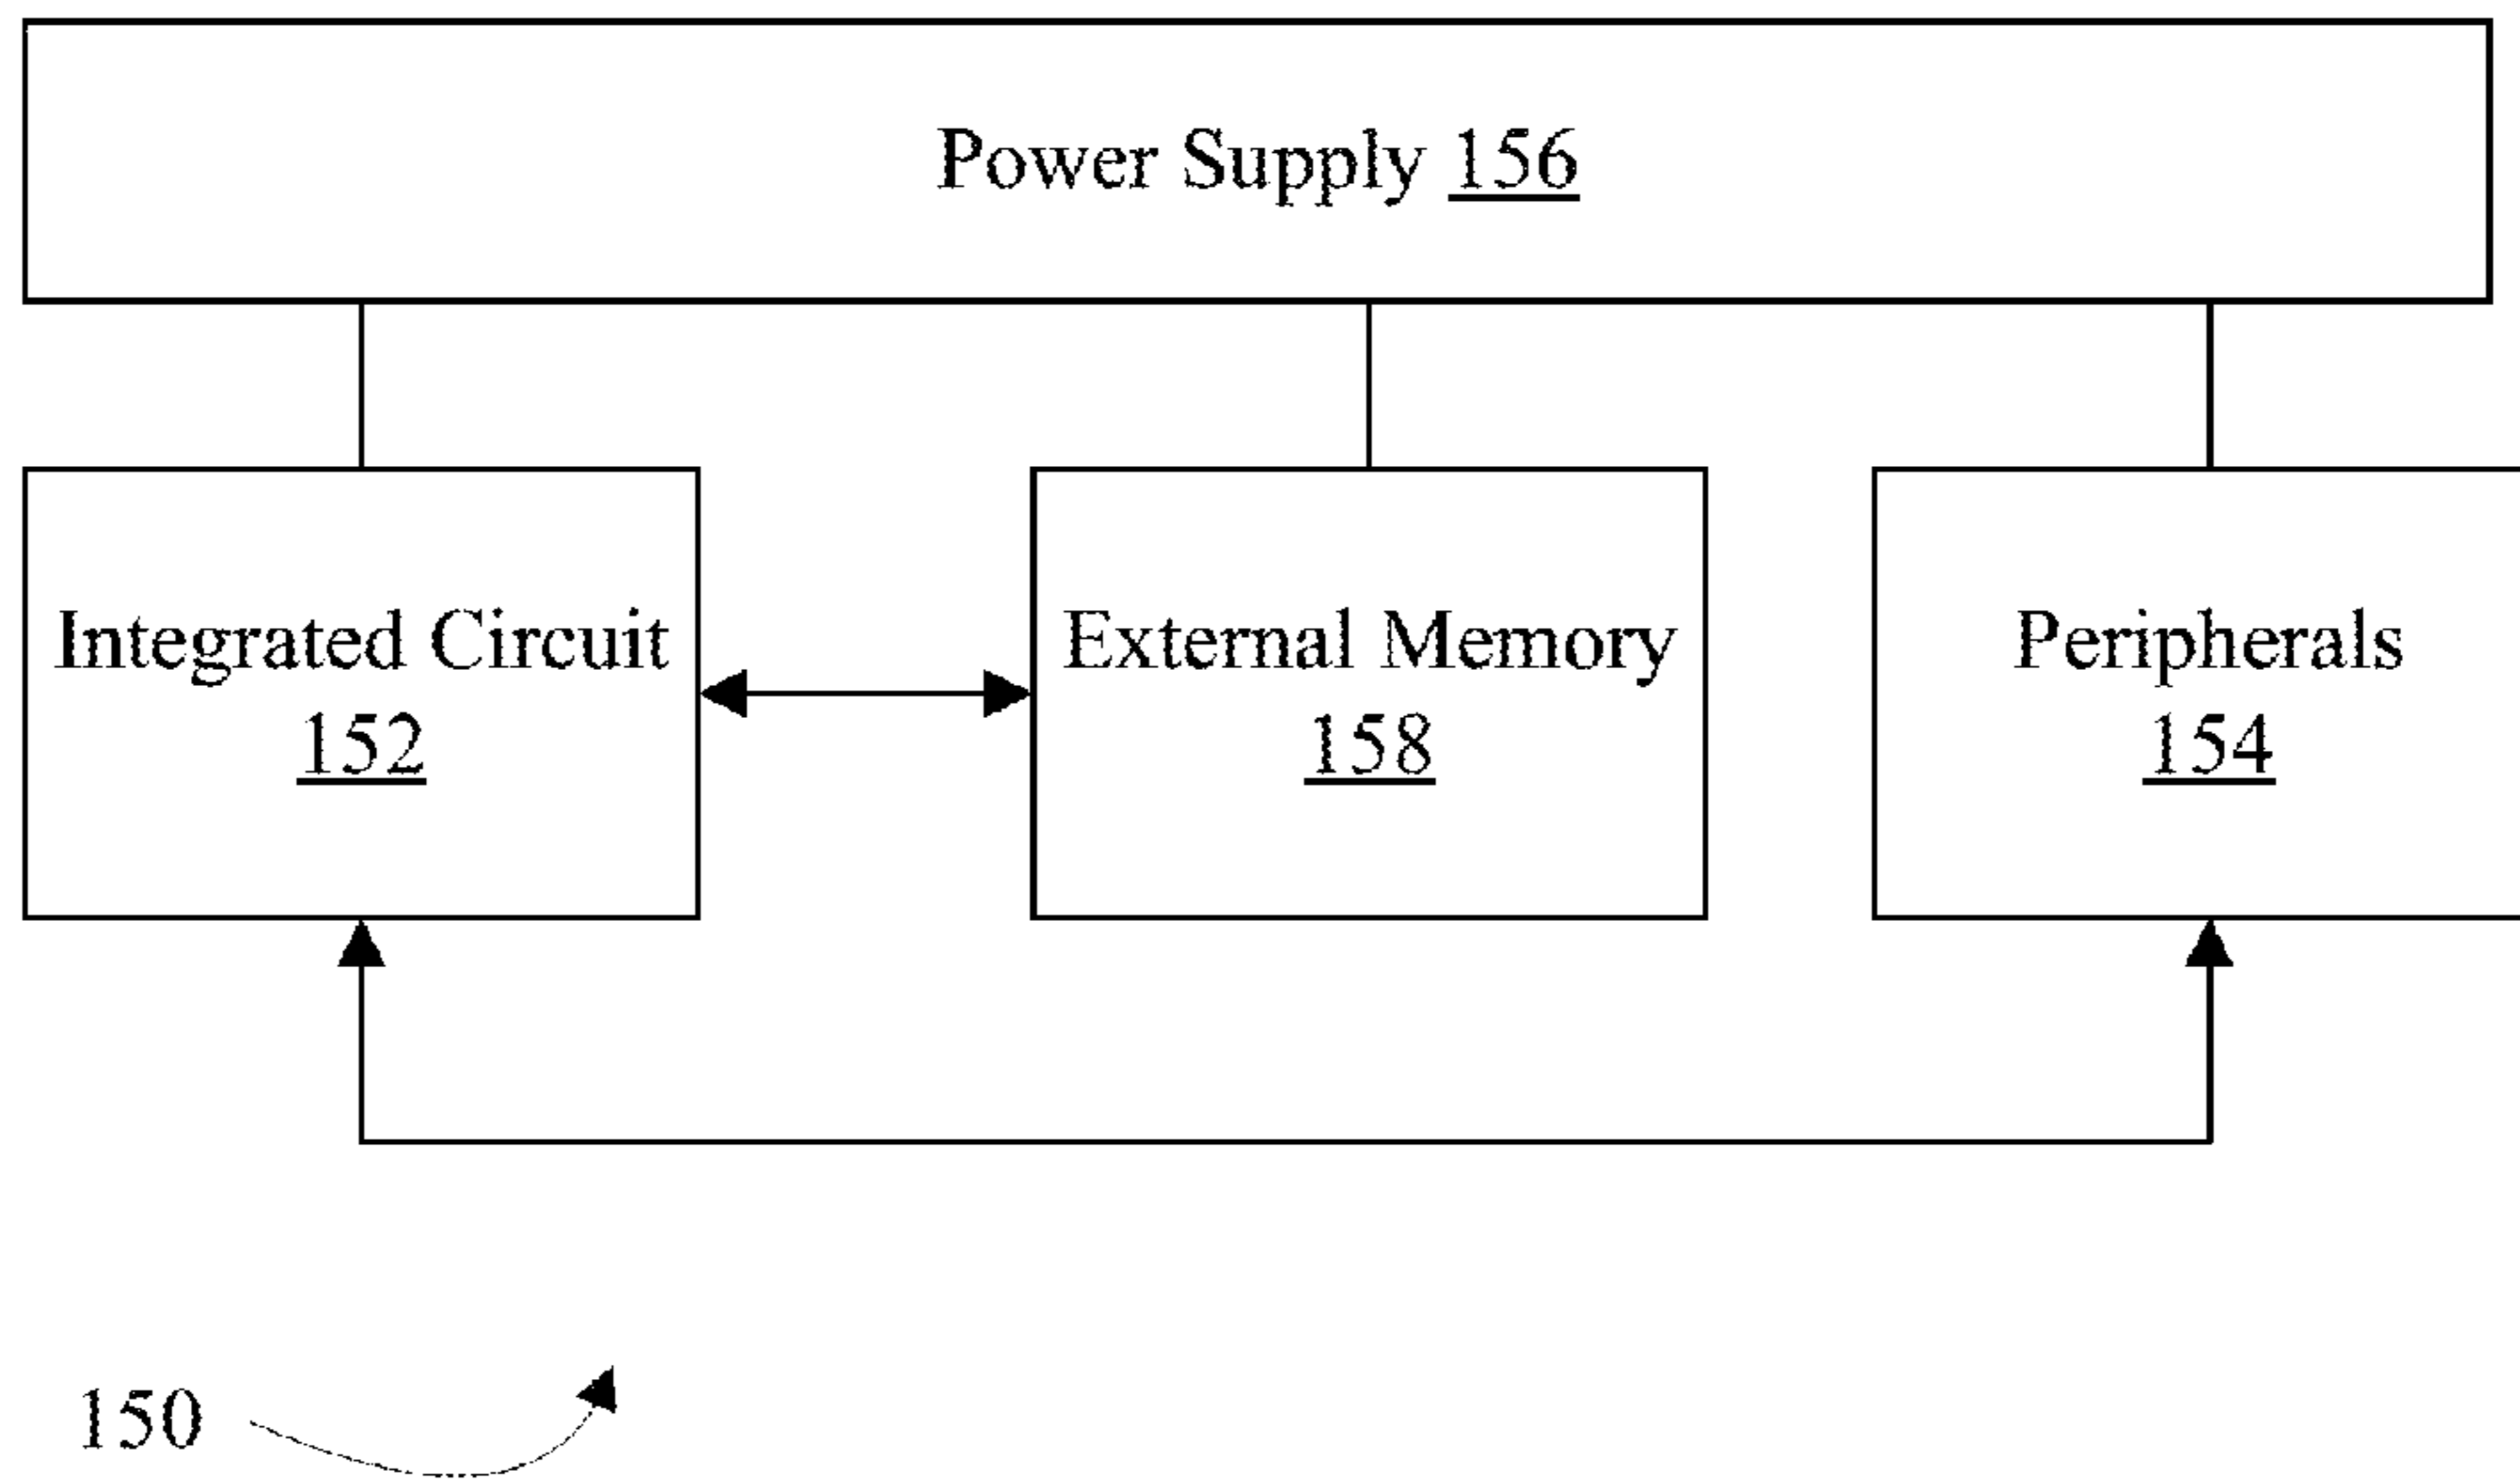 Power Supply 156
Integrated Circuit
152
External Memory
158
Peripherals
154
150